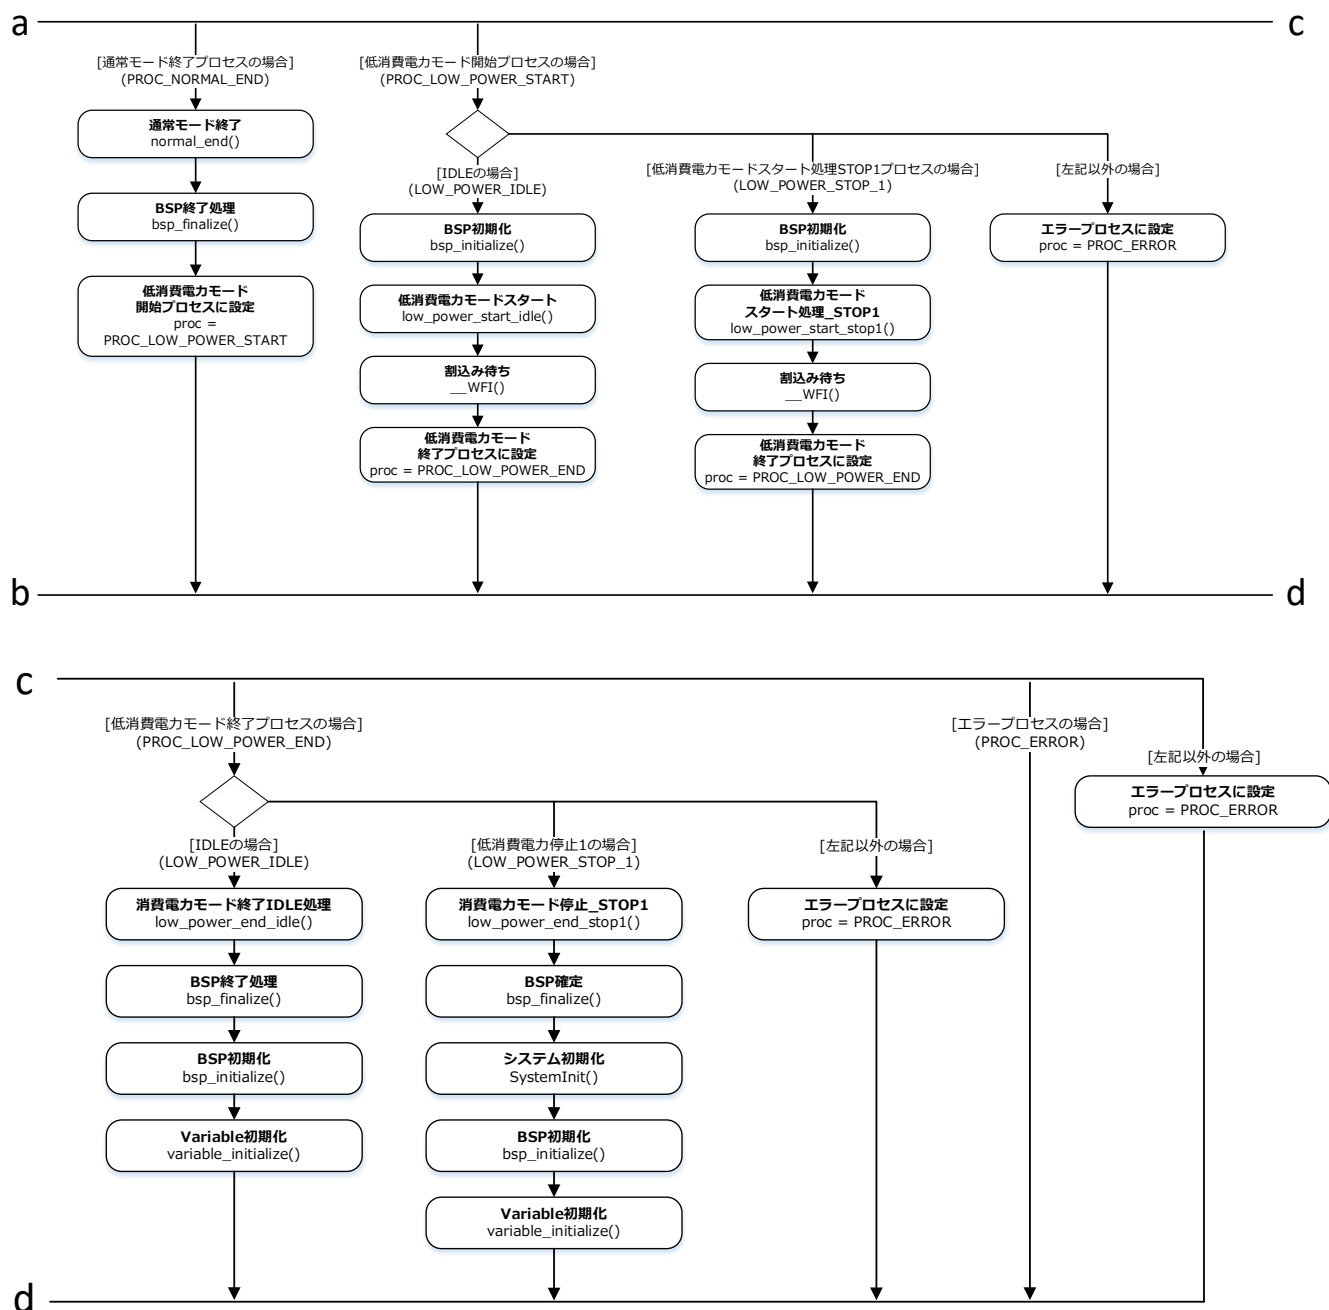 a
c
[通常モード終了プロセスの場合]
(PROC_NORMAL_END)
通常モード終了
normal_end()
BSP終了処理
bsp_finalize()
低消費電力モード
開始プロセスに設定
proc =
PROC_LOW_POWER_START
[低消費電力モード開始プロセスの場合]
(PROC_LOW_POWER_START)
[IDLEの場合]
(LOW_POWER_IDLE)
BSP初期化
bsp_initialize()
低消費電力モードスタート
low_power_start_idle()
割込み待ち
__WFI()
低消費電力モード
終了プロセスに設定
proc = PROC_LOW_POWER_END
[低消費電力モードスタート処理STOP1プロセスの場合]
(LOW_POWER_STOP_1)
BSP初期化
bsp_initialize()
低消費電力モード
スタート処理_STOP1
low_power_start_stop1()
割込み待ち
__WFI()
低消費電力モード
終了プロセスに設定
proc = PROC_LOW_POWER_END
[左記以外の場合]
エラープロセスに設定
proc = PROC_ERROR
b
d
c
[低消費電力モード終了プロセスの場合]
(PROC_LOW_POWER_END)
[IDLEの場合]
(LOW_POWER_IDLE)
消費電力モード終了IDLE処理
low_power_end_idle()
BSP終了処理
bsp_finalize()
BSP初期化
bsp_initialize()
Variable初期化
variable_initialize()
[低消費電力停止1の場合]
(LOW_POWER_STOP_1)
消費電力モード停止_STOP1
low_power_end_stop1()
BSP確定
bsp_finalize()
システム初期化
SystemInit()
BSP初期化
bsp_initialize()
Variable初期化
variable_initialize()
[左記以外の場合]
エラープロセスに設定
proc = PROC_ERROR
[エラープロセスの場合]
(PROC_ERROR)
[左記以外の場合]
エラープロセスに設定
proc = PROC_ERROR
d